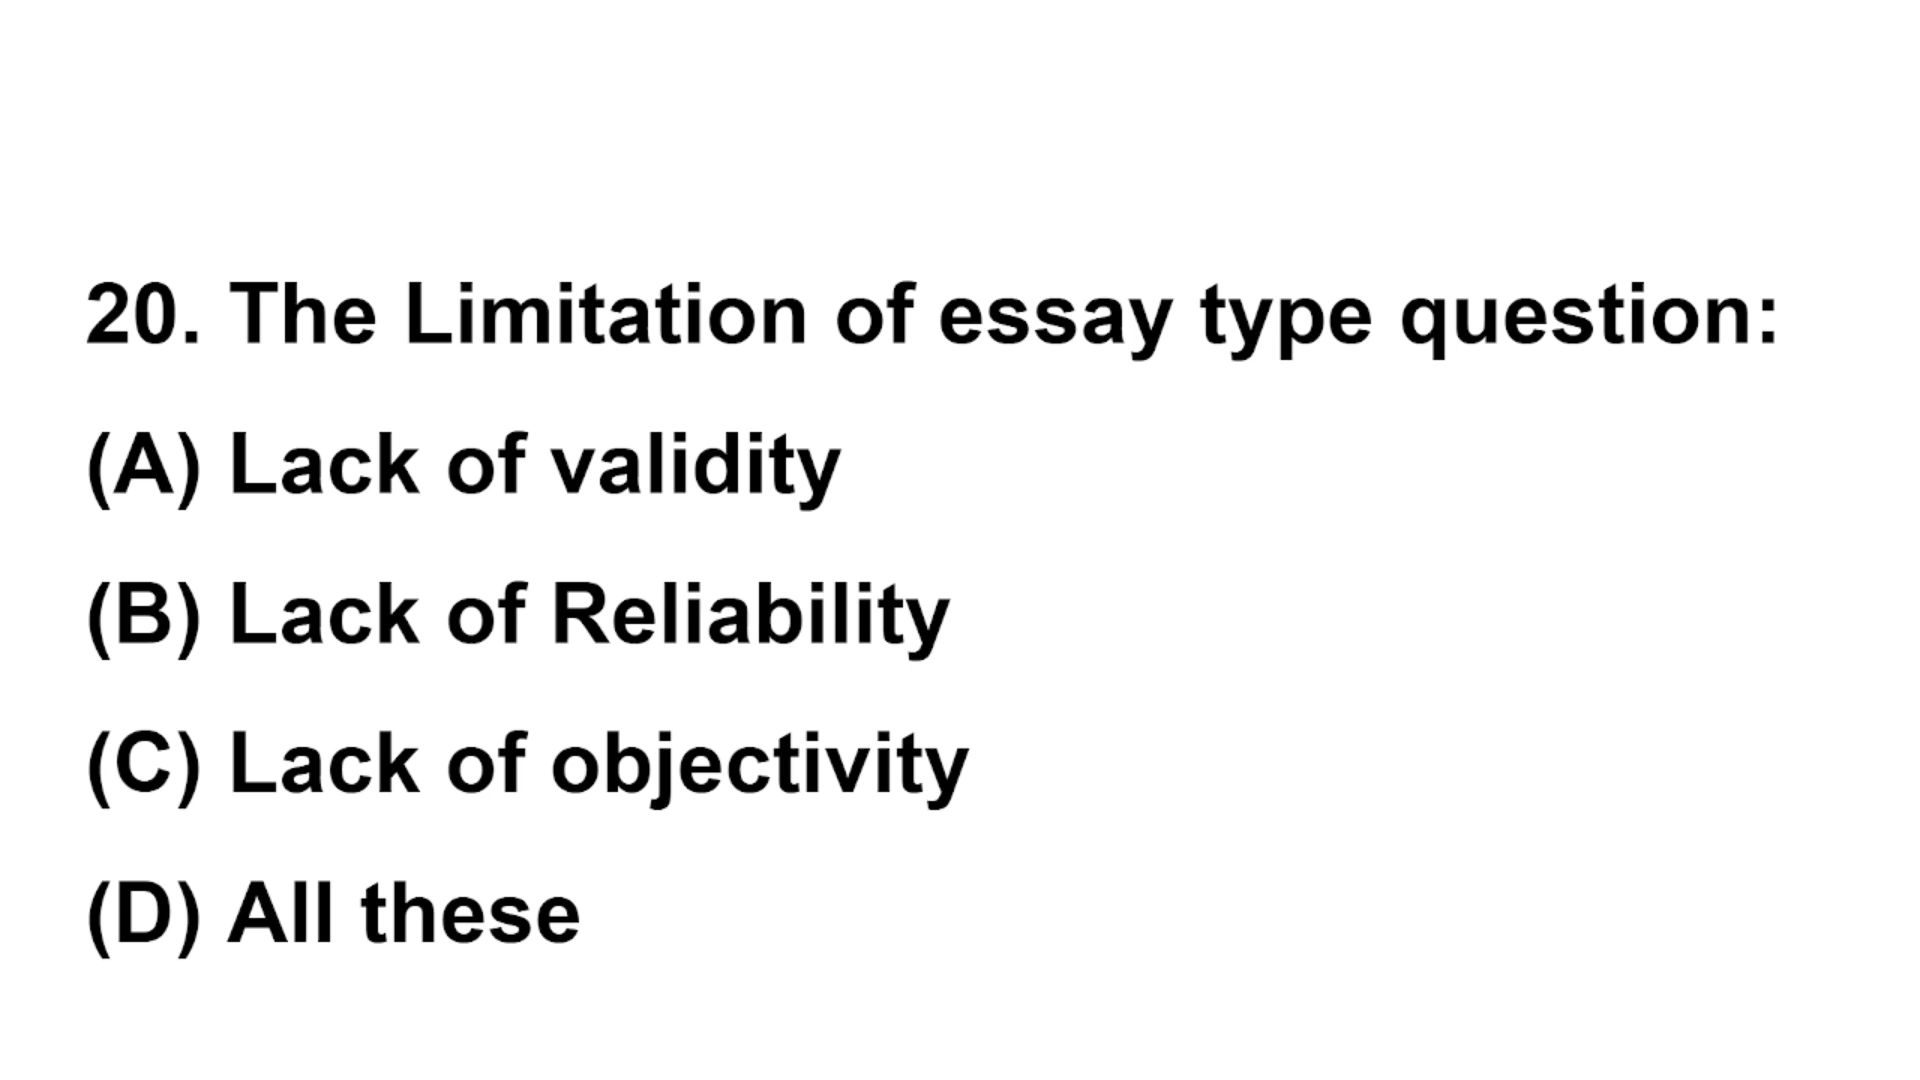 20. The Limitation of essay type question:
(A) Lack of validity
(B) Lack of Reliability
(C) Lack of objectivity
(D) All these